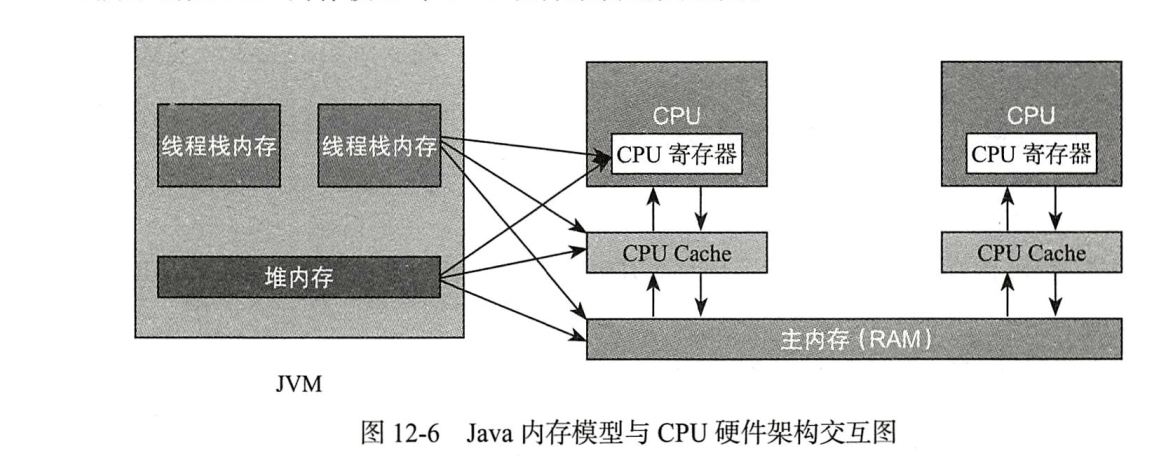 线程栈内存 线程栈内存
堆内存
JVM
CPU
CPU 寄存器
CPU Cache
CPU
CPU 寄存器
CPU Cache
主内存（RAM）
图 12-6 Java 内存模型与 CPU 硬件架构交互图